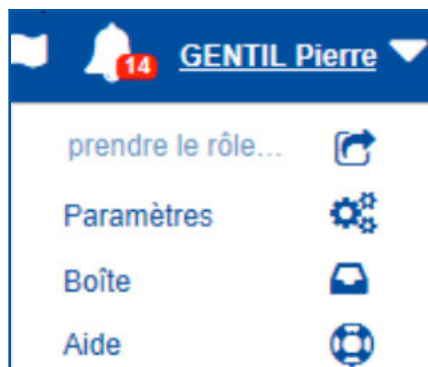 14 GENTIL Pierre
prendre le rôle...
Paramètres
Boîte
Aide